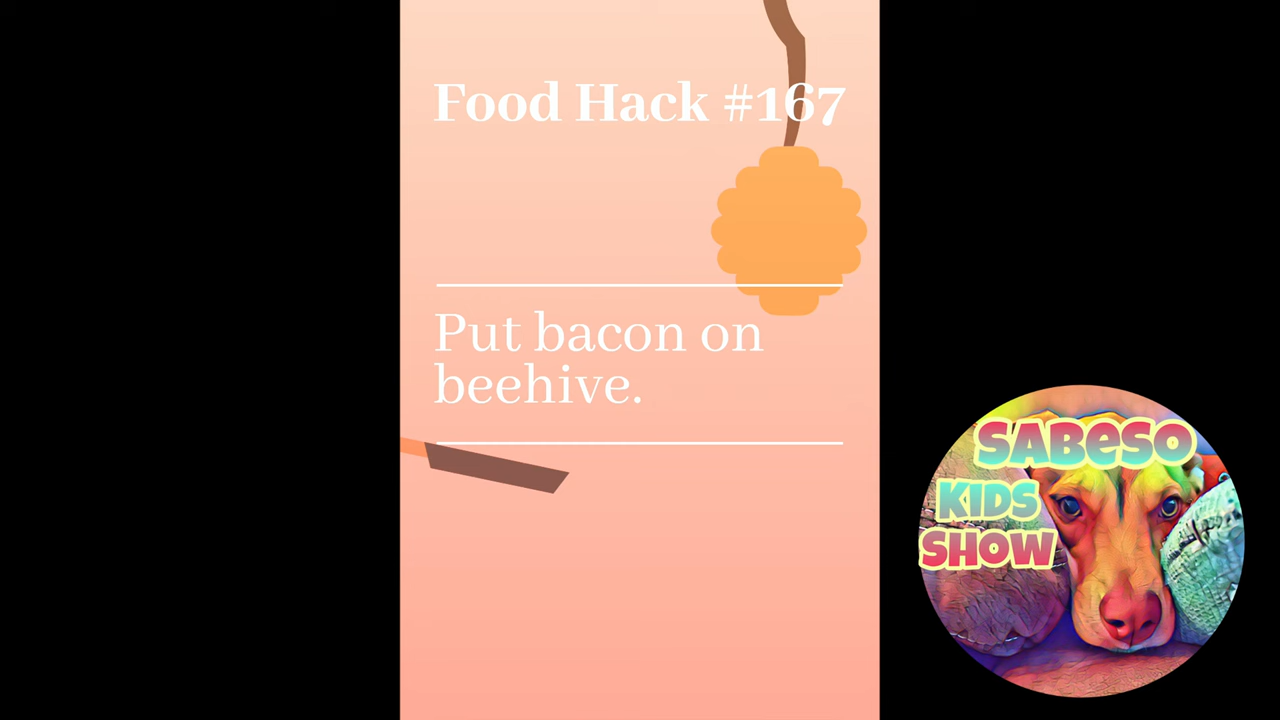 Food Hack #167
Put bacon on
beehive.
SABESO
KIDS
SHOW